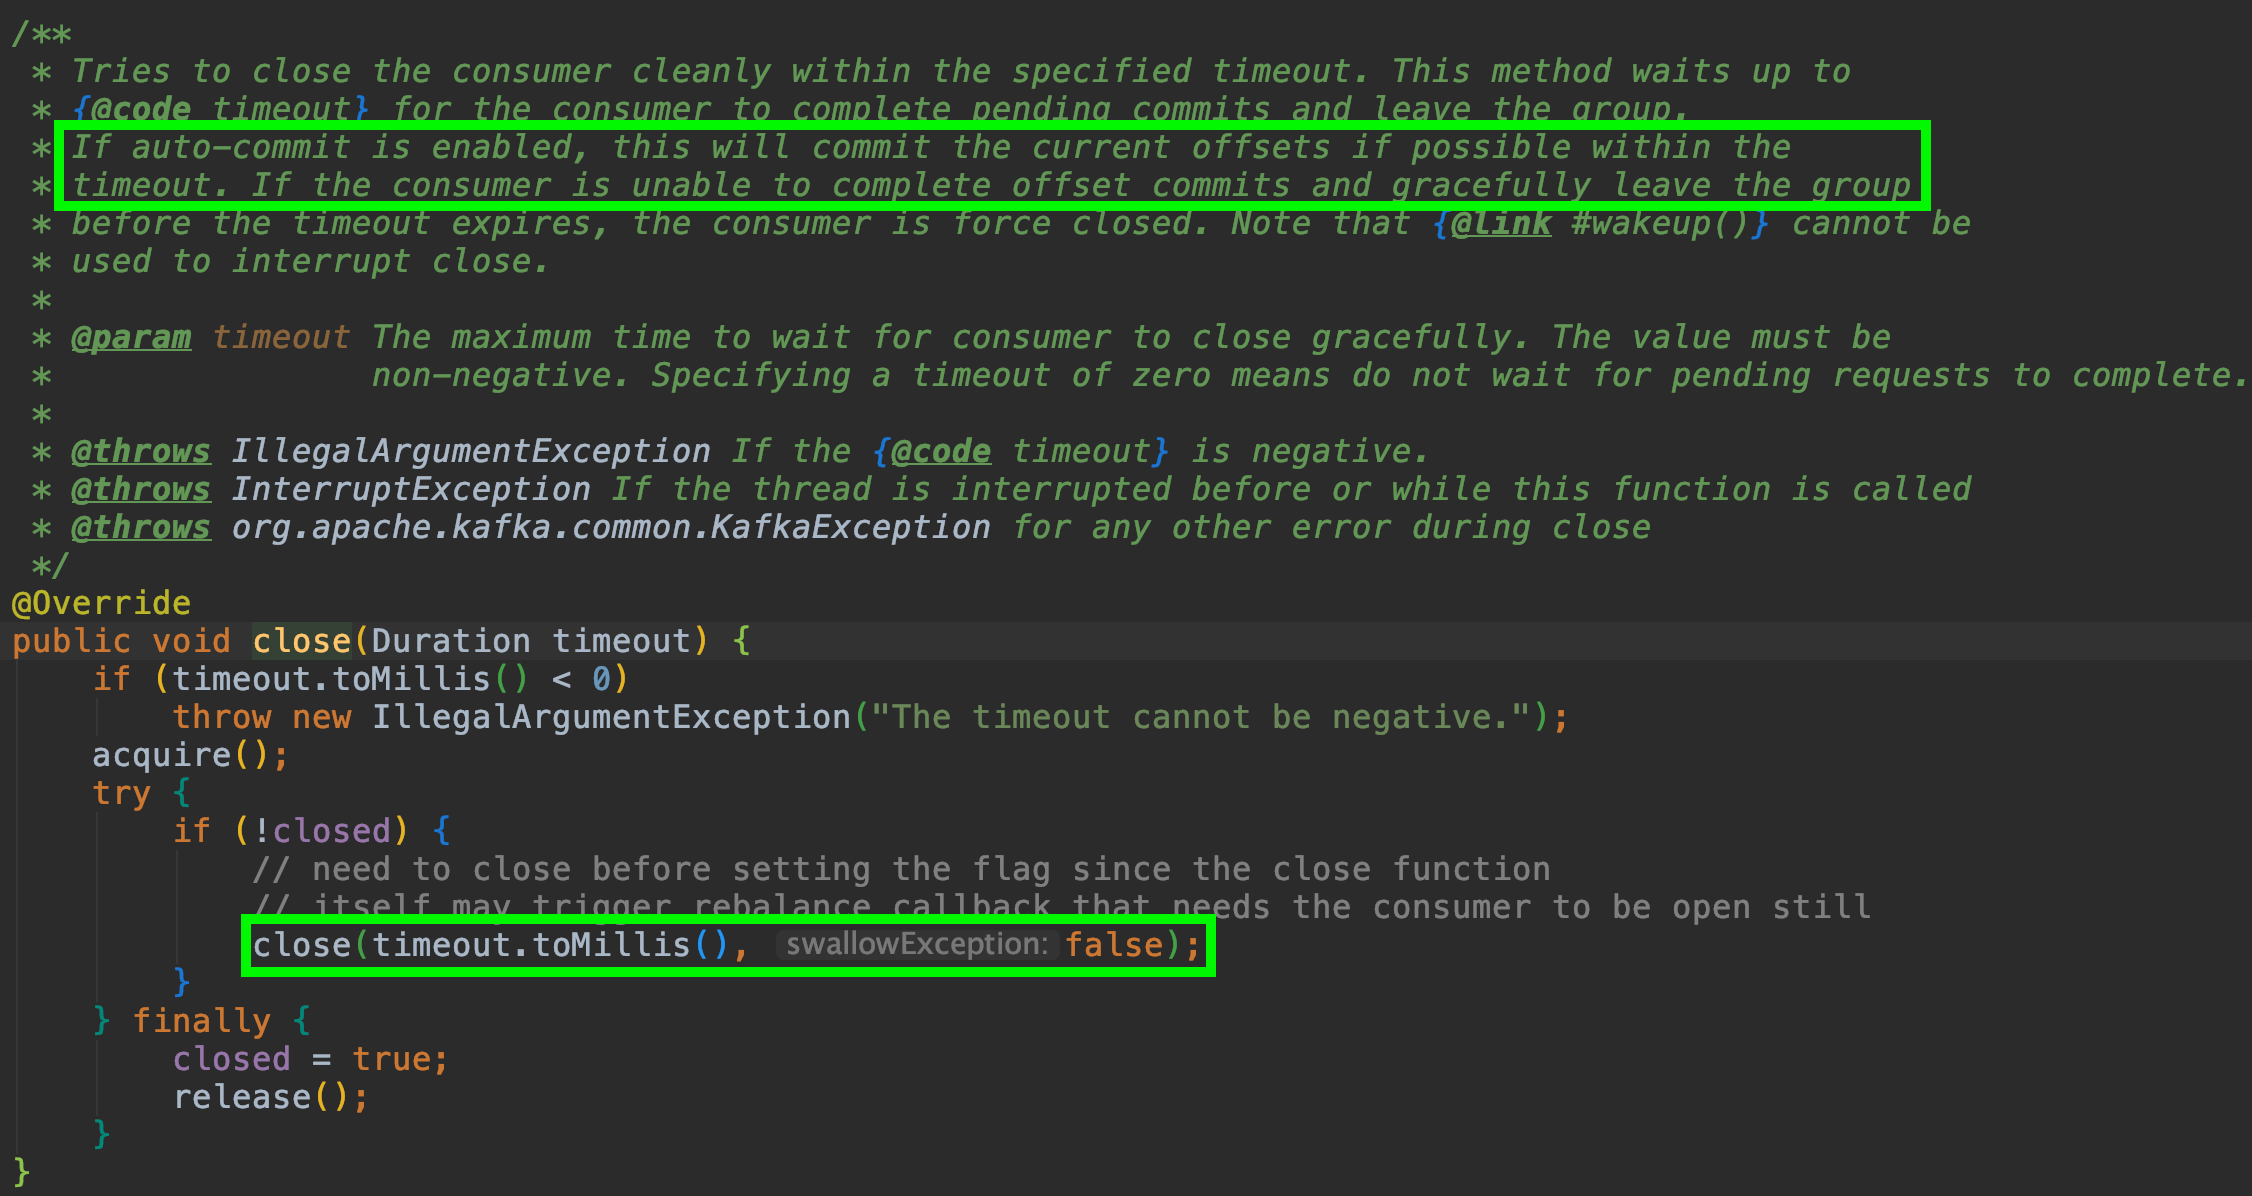 /**
 * Tries to close the consumer cleanly within the specified timeout. This method waits up to
 * {@code timeout} for the consumer to complete pending commits and leave the group.
 * If auto-commit is enabled, this will commit the current offsets if possible within the
 * timeout. If the consumer is unable to complete offset commits and gracefully leave the group
 * before the timeout expires, the consumer is force closed. Note that {@link #wakeup()} cannot be
 * used to interrupt close.
 *
 * @param timeout The maximum time to wait for consumer to close gracefully. The value must be
 *                non-negative. Specifying a timeout of zero means do not wait for pending requests to complete.
 *
 * @throws IllegalArgumentException If the {@code timeout} is negative.
 * @throws InterruptException If the thread is interrupted before or while this function is called
 * @throws org.apache.kafka.common.KafkaException for any other error during close
 */
@Override
public void close(Duration timeout) {
    if (timeout.toMillis() < 0)
        throw new IllegalArgumentException("The timeout cannot be negative.");
    acquire();
    try {
        if (!closed) {
            // need to close before setting the flag since the close function
            // itself may trigger rebalance callback that needs the consumer to be open still
            close(timeout.toMillis(), swallowException: false);
        }
    } finally {
        closed = true;
        release();
    }
}